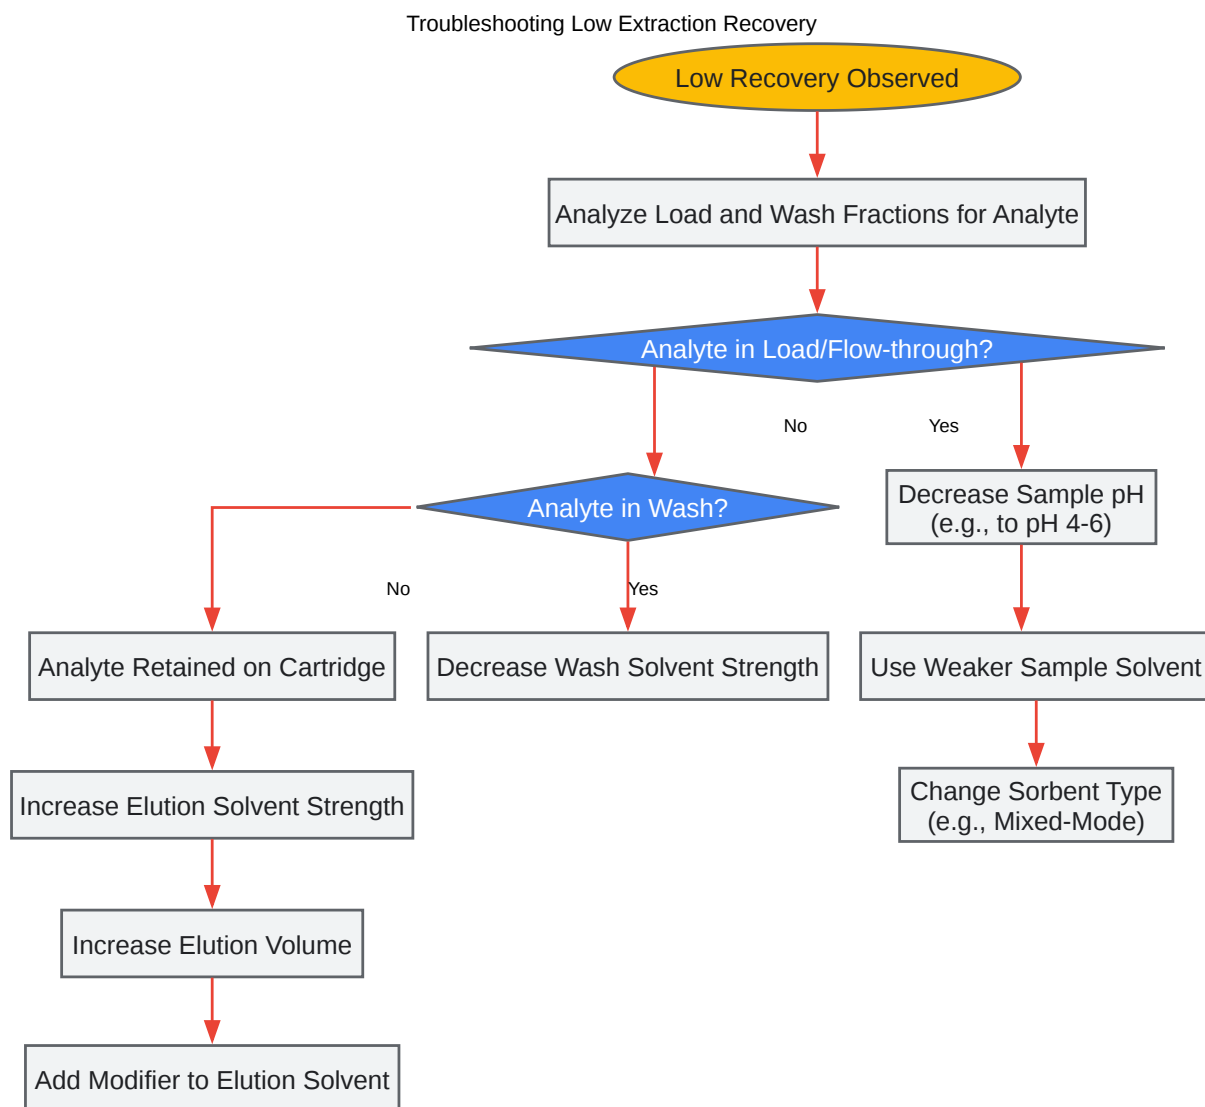 Troubleshooting Low Extraction Recovery
Low Recovery Observed
Analyze Load and Wash Fractions for Analyte
Analyte in Load/Flow-through?
No
Yes
Decrease Sample pH
(e.g., to pH 4-6)
Analyte in Wash?
No
Yes
Analyte Retained on Cartridge
Decrease Wash Solvent Strength
Use Weaker Sample Solvent
Increase Elution Solvent Strength
Change Sorbent Type
(e.g., Mixed-Mode)
Increase Elution Volume
Add Modifier to Elution Solvent